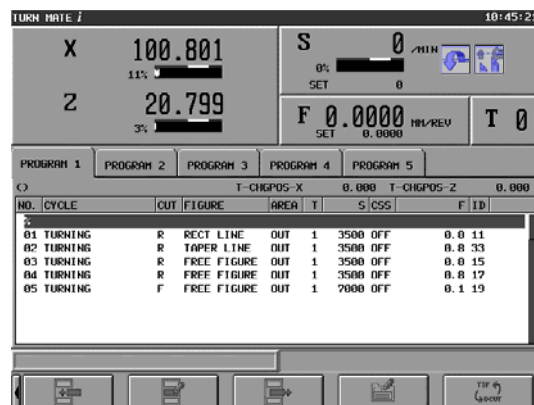 TURN MATE i 10:45:2
X 100.801
11%
Z 20.799
3%
S 0 /MIN
0%
SET 0
F 0.0000 MM/REV
SET 0.0000
T 0
PROGRAM 1 PROGRAM 2 PROGRAM 3 PROGRAM 4 PROGRAM 5
() T-CHGPOS-X 0.000 T-CHGPOS-Z 0.000
NO. CYCLE CUT FIGURE AREA T S CSS F ID
%
01 TURNING R RECT LINE OUT 1 3500 OFF 0.8 11
02 TURNING R TAPER LINE OUT 1 3500 OFF 0.8 33
03 TURNING R FREE FIGURE OUT 1 3500 OFF 0.8 15
04 TURNING R FREE FIGURE OUT 1 3500 OFF 0.8 17
05 TURNING F FREE FIGURE OUT 1 7000 OFF 0.1 19